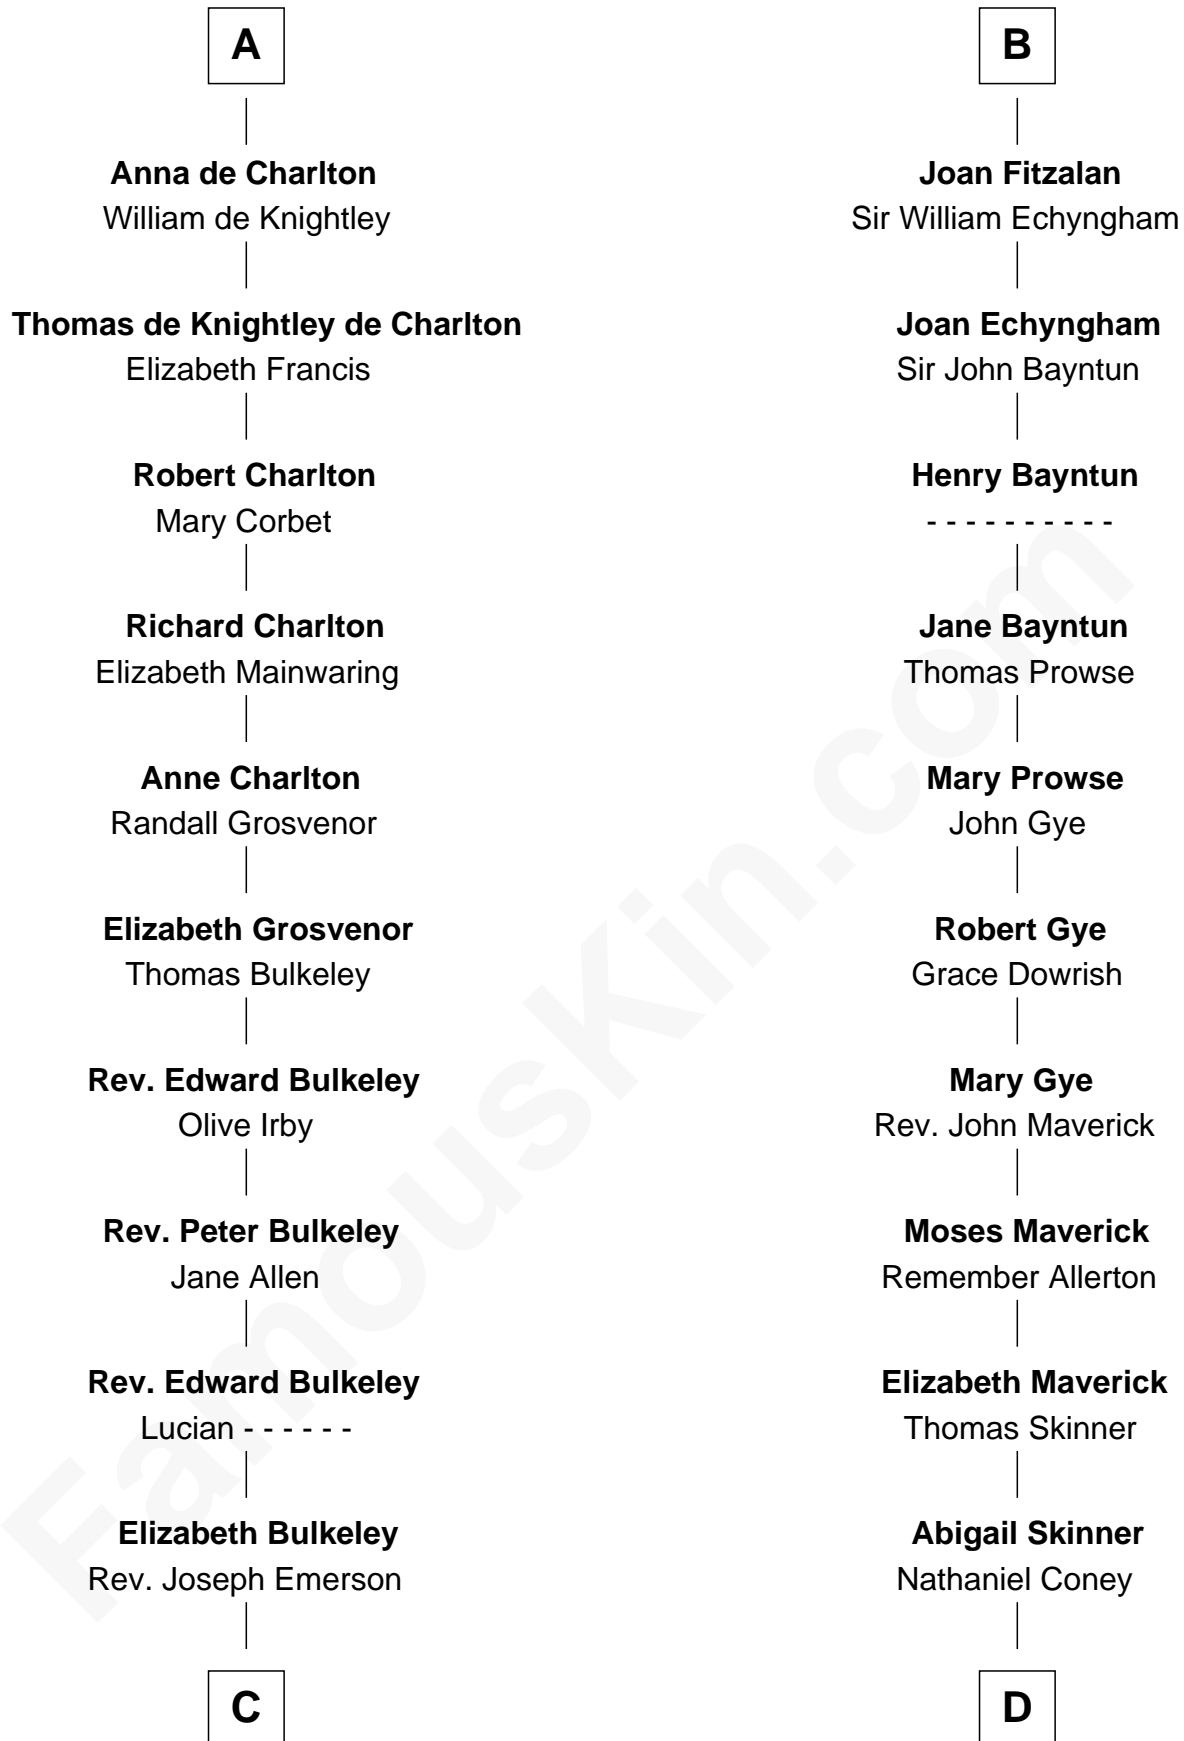 A
Anna de Charlton
William de Knightley
Thomas de Knightley de Charlton
Elizabeth Francis
Robert Charlton
Mary Corbet
Richard Charlton
Elizabeth Mainwaring
Anne Charlton
Randall Grosvenor
Elizabeth Grosvenor
Thomas Bulkeley
Rev. Edward Bulkeley
Olive Irby
Rev. Peter Bulkeley
Jane Allen
Rev. Edward Bulkeley
Lucian - - - - - -
Elizabeth Bulkeley
Rev. Joseph Emerson
C
B
Joan Fitzalan
Sir William Echyngham
Joan Echyngham
Sir John Bayntun
Henry Bayntun
- - - - - - - - - -
Jane Bayntun
Thomas Prowse
Mary Prowse
John Gye
Robert Gye
Grace Dowrish
Mary Gye
Rev. John Maverick
Moses Maverick
Remember Allerton
Elizabeth Maverick
Thomas Skinner
Abigail Skinner
Nathaniel Coney
D
FamousKin.com